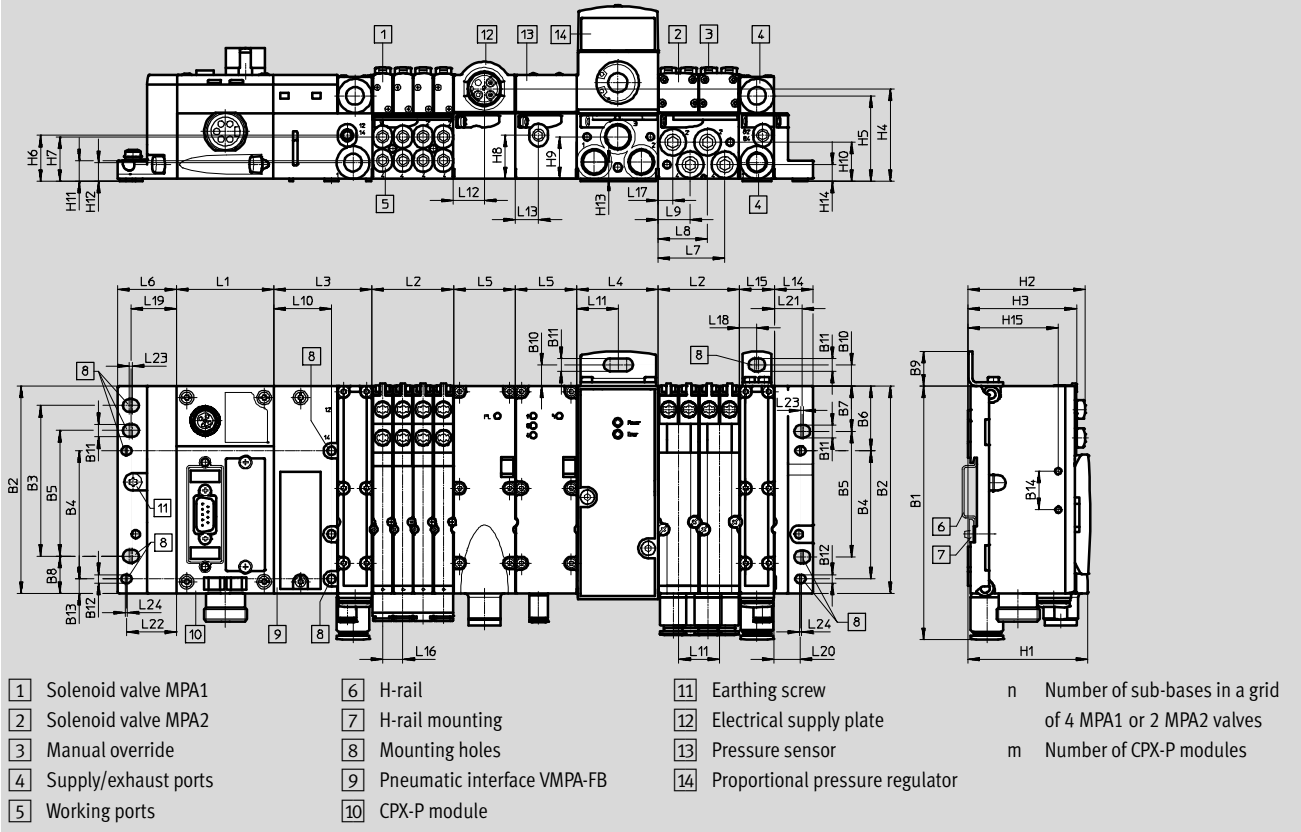 1 12 13 14 2 3 4
H6 H7 H11 H12 H8 H9 H13 H10 H14 H5 H4
5 L12 L13 L17 L9 L8 L7 4
L6 L1 L3 L2 L5 L5 L4 L2 L15 L14
L19 L10 L11 L21
L18
H2
H3
H15
L23 8 8 B10 B11 8 B11 B10
B9
L23
B2 B3 B5 B4 B11 B8 B7 B6 B11 B5 B4 B2 B12 B1 B14
11
8
6
7
B13 B12 L24
L22
10 9 8
L16 L11
L24 8
L20
H1
1 Solenoid valve MPA1
2 Solenoid valve MPA2
3 Manual override
4 Supply/exhaust ports
5 Working ports
6 H-rail
7 H-rail mounting
8 Mounting holes
9 Pneumatic interface VMPA-FB
10 CPX-P module
11 Earthing screw
12 Electrical supply plate
13 Pressure sensor
14 Proportional pressure regulator
n Number of sub-bases in a grid
of 4 MPA1 or 2 MPA2 valves
m Number of CPX-P modules